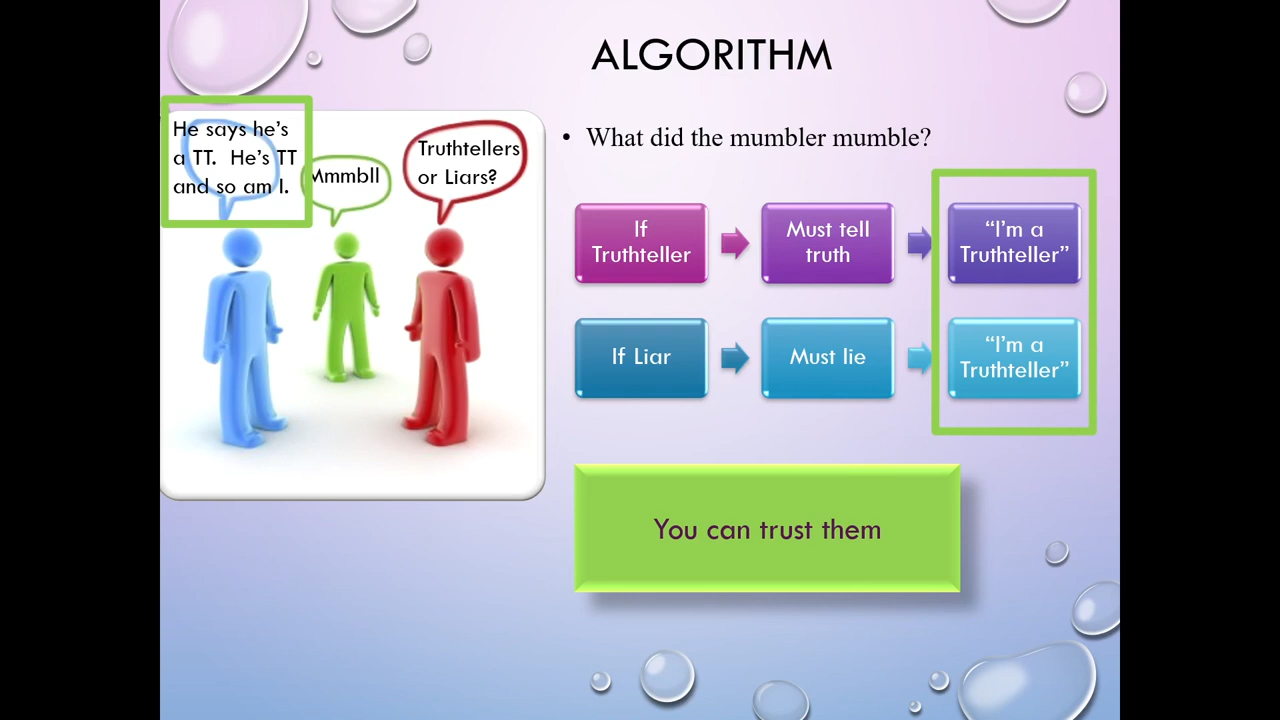 ALGORITHM
He says he's
a TT. He's TT
and so am I.
Mmmbll
Truthtellers
or Liars?
• What did the mumbler mumble?
If
Truthteller
Must tell
truth
“I'm a
Truthteller”
If Liar
Must lie
“I'm a
Truthteller”
You can trust them